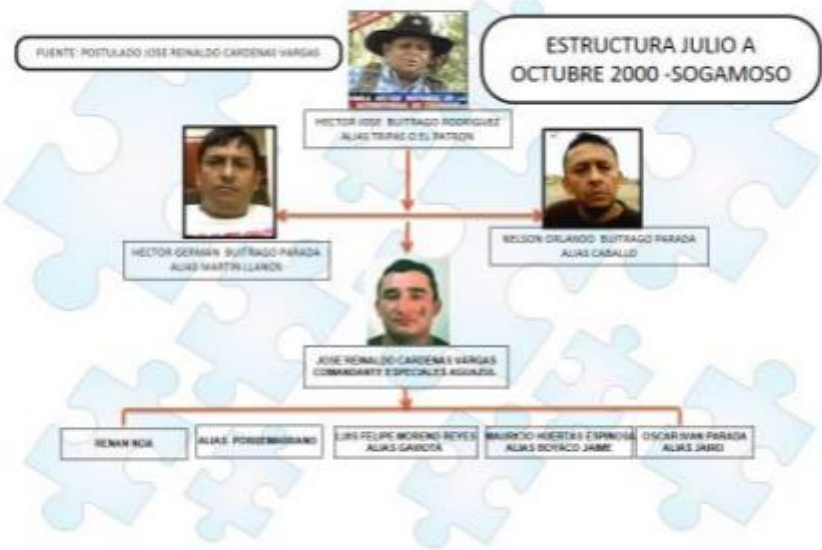 FUENTE: POSTULADO JOSE REINALDO CARDENAS VARGAS
ESTRUCTURA JULIO A
OCTUBRE 2000 -SOGAMOSO
HECTOR JOSE BUITRAGO RODRIGUEZ
ALIAS TRIPAS O EL PATRON
HECTOR GERMAN BUITRAGO PARADA
ALIAS MARTIN LLANOS
NELSON ORLANDO BUITRAGO PARADA
ALIAS CABALLO
JOSE REINALDO CARDENAS VARGAS
COMANDANTE ESPECIALES AGUAZUL
RENAN NOA
ALIAS
LUIS FELIPE MORENO REYES
ALIAS GAVIOTA
MAURICIO HUERTAS ESPINOSA
ALIAS BOYACO JAIME
OSCAR IVAN PARADA
ALIAS JAIRO